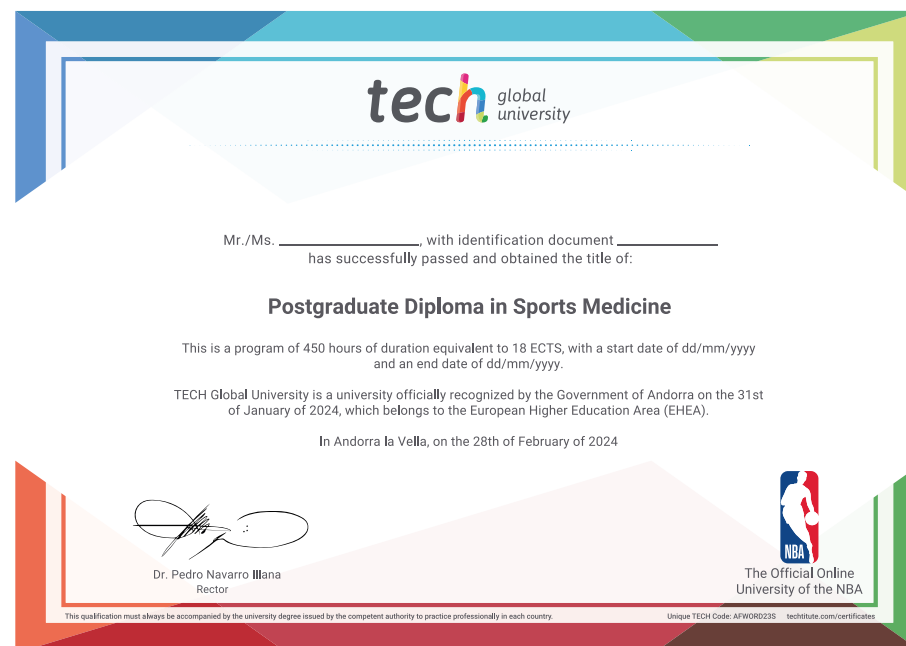 tech global
university
Mr./Ms. ____________, with identification document ____________
has successfully passed and obtained the title of:
Postgraduate Diploma in Sports Medicine
This is a program of 450 hours of duration equivalent to 18 ECTS, with a start date of dd/mm/yyyy
and an end date of dd/mm/yyyy.
TECH Global University is a university officially recognized by the Government of Andorra on the 31st
of January of 2024, which belongs to the European Higher Education Area (EHEA).
In Andorra la Vella, on the 28th of February of 2024
Dr. Pedro Navarro Illana
Rector
NBA
The Official Online
University of the NBA
This qualification must always be accompanied by the university degree issued by the competent authority to practice professionally in each country.
Unique TECH Code: AFWORD23S techtitute.com/certificates